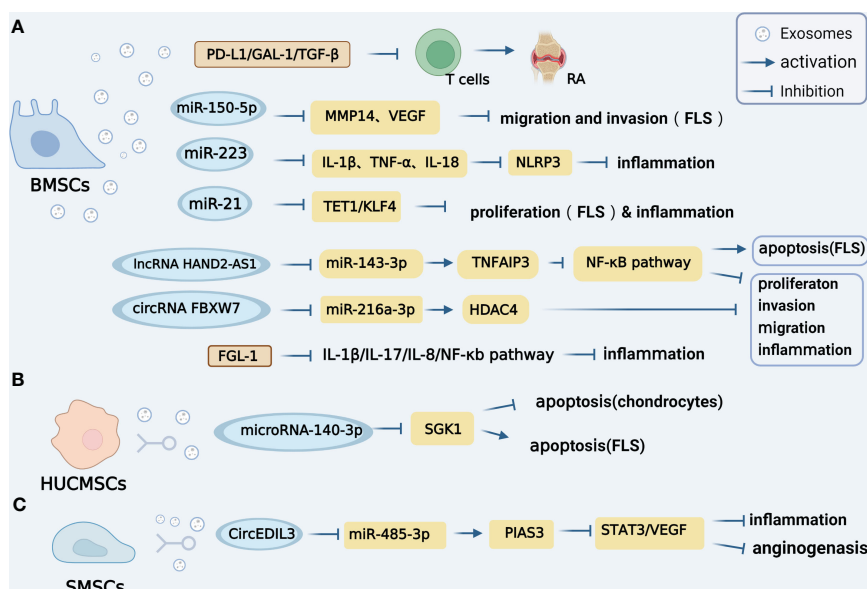 A
PD-L1/GAL-1/TGF-β
T cells
RA
Exosomes
activation
Inhibition
BMSCs
miR-150-5p
MMP14、VEGF
migration and invasion ( FLS )
miR-223
IL-1β、TNF-α、IL-18
NLRP3
inflammation
miR-21
TET1/KLF4
proliferation ( FLS ) & inflammation
lncRNA HAND2-AS1
miR-143-3p
TNFAIP3
NF-κB pathway
apoptosis(FLS)
circRNA FBXW7
miR-216a-3p
HDAC4
proliferaton
invasion
migration
inflammation
FGL-1
IL-1β/IL-17/IL-8/NF-κb pathway
inflammation
B
HUCMSCs
microRNA-140-3p
SGK1
apoptosis(chondrocytes)
apoptosis(FLS)
C
SMSCs
CircEDIL3
miR-485-3p
PIAS3
STAT3/VEGF
inflammation
anginogenasis